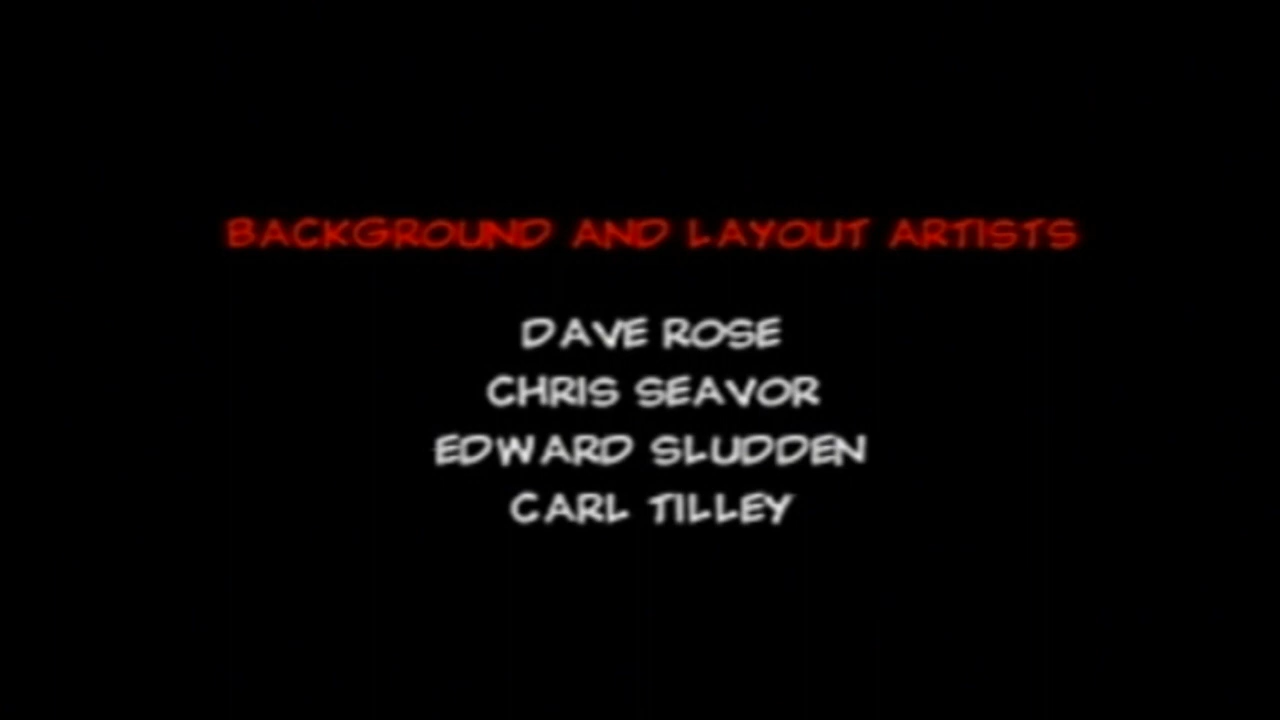 BACKGROUND AND LAYOUT ARTISTS
DAVE ROSE
CHRIS SEAVOR
EDWARD SLUDDEN
CARL TILLEY